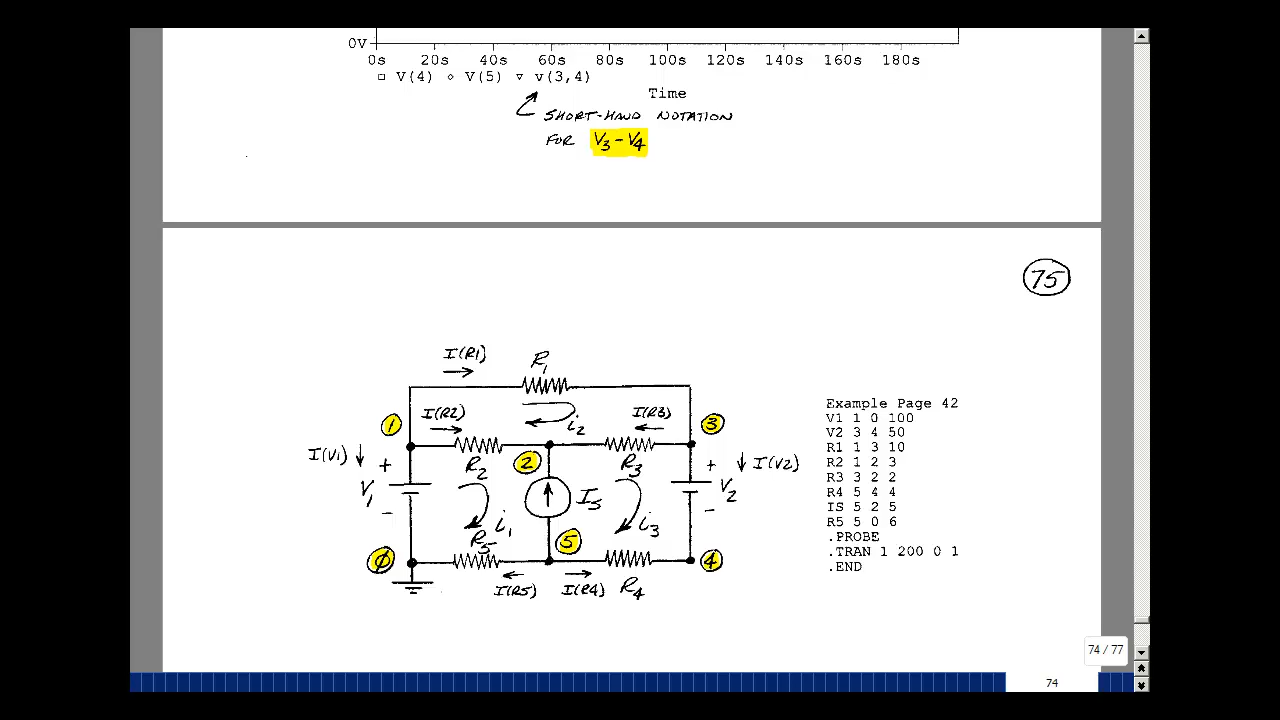 0V
0s 20s 40s 60s 80s 100s 120s 140s 160s 180s
V(4) V(5) v(3,4)
Time
SHORT-HAND NOTATION
FOR V3-V4
75
I(R1) R1
1 I(R2) i2 I(R3) 3
I(V1) + R2 2 R3 + I(V2)
V1 IS V2
- i1 i3 -
R5 5
0 4
I(R5) I(R4) R4
Example Page 42
V1 1 0 100
V2 3 4 50
R1 1 3 10
R2 1 2 3
R3 3 2 2
R4 5 4 4
IS 5 2 5
R5 5 0 6
.PROBE
.TRAN 1 200 0 1
.END
74 / 77
74